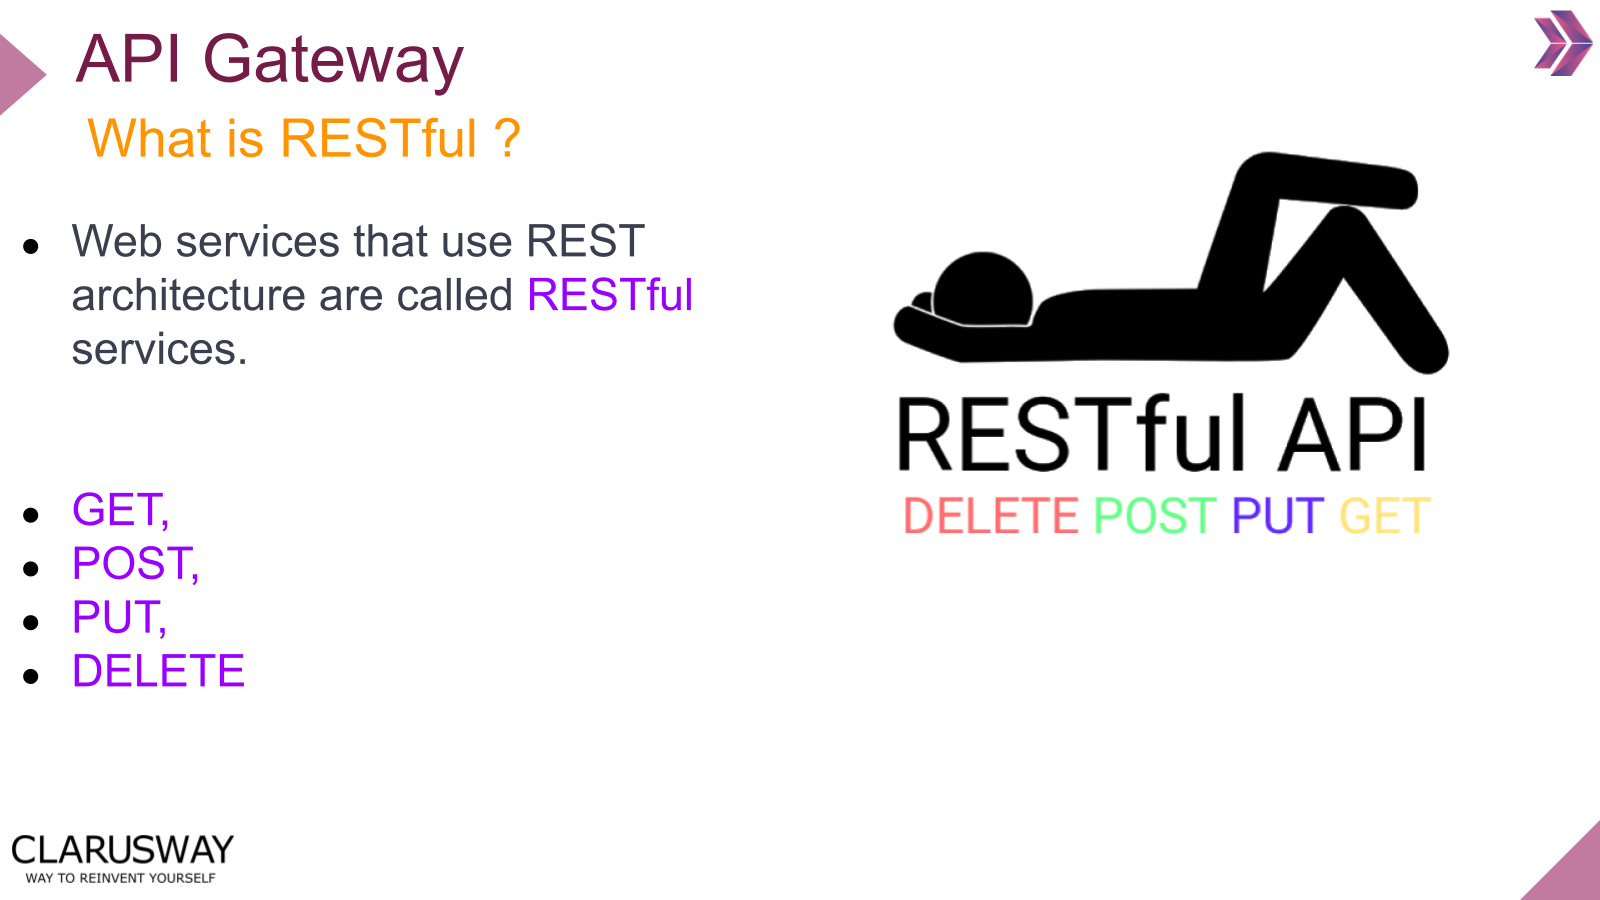 API Gateway
What is RESTful ?
● Web services that use REST
architecture are called RESTful
services.
● GET,
● POST,
● PUT,
● DELETE
RESTful API
DELETE POST PUT GET
CLARUSWAY
WAY TO REINVENT YOURSELF